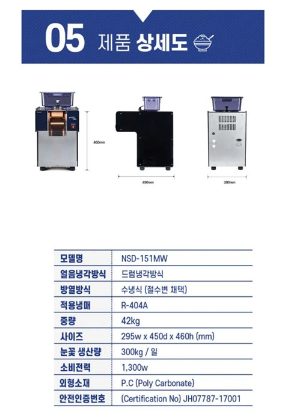 05 제품 상세도
모델명 NSD-151MW
얼음냉각방식 드럼냉각방식
방열방식 수냉식 (절수변 채택)
적용냉매 R-404A
중량 42kg
사이즈 295w x 450d x 460h (mm)
눈꽃 생산량 300kg / 일
소비전력 1,300w
외형소재 P.C (Poly Carbonate)
안전인증번호 (Certification No) JH07787-17001